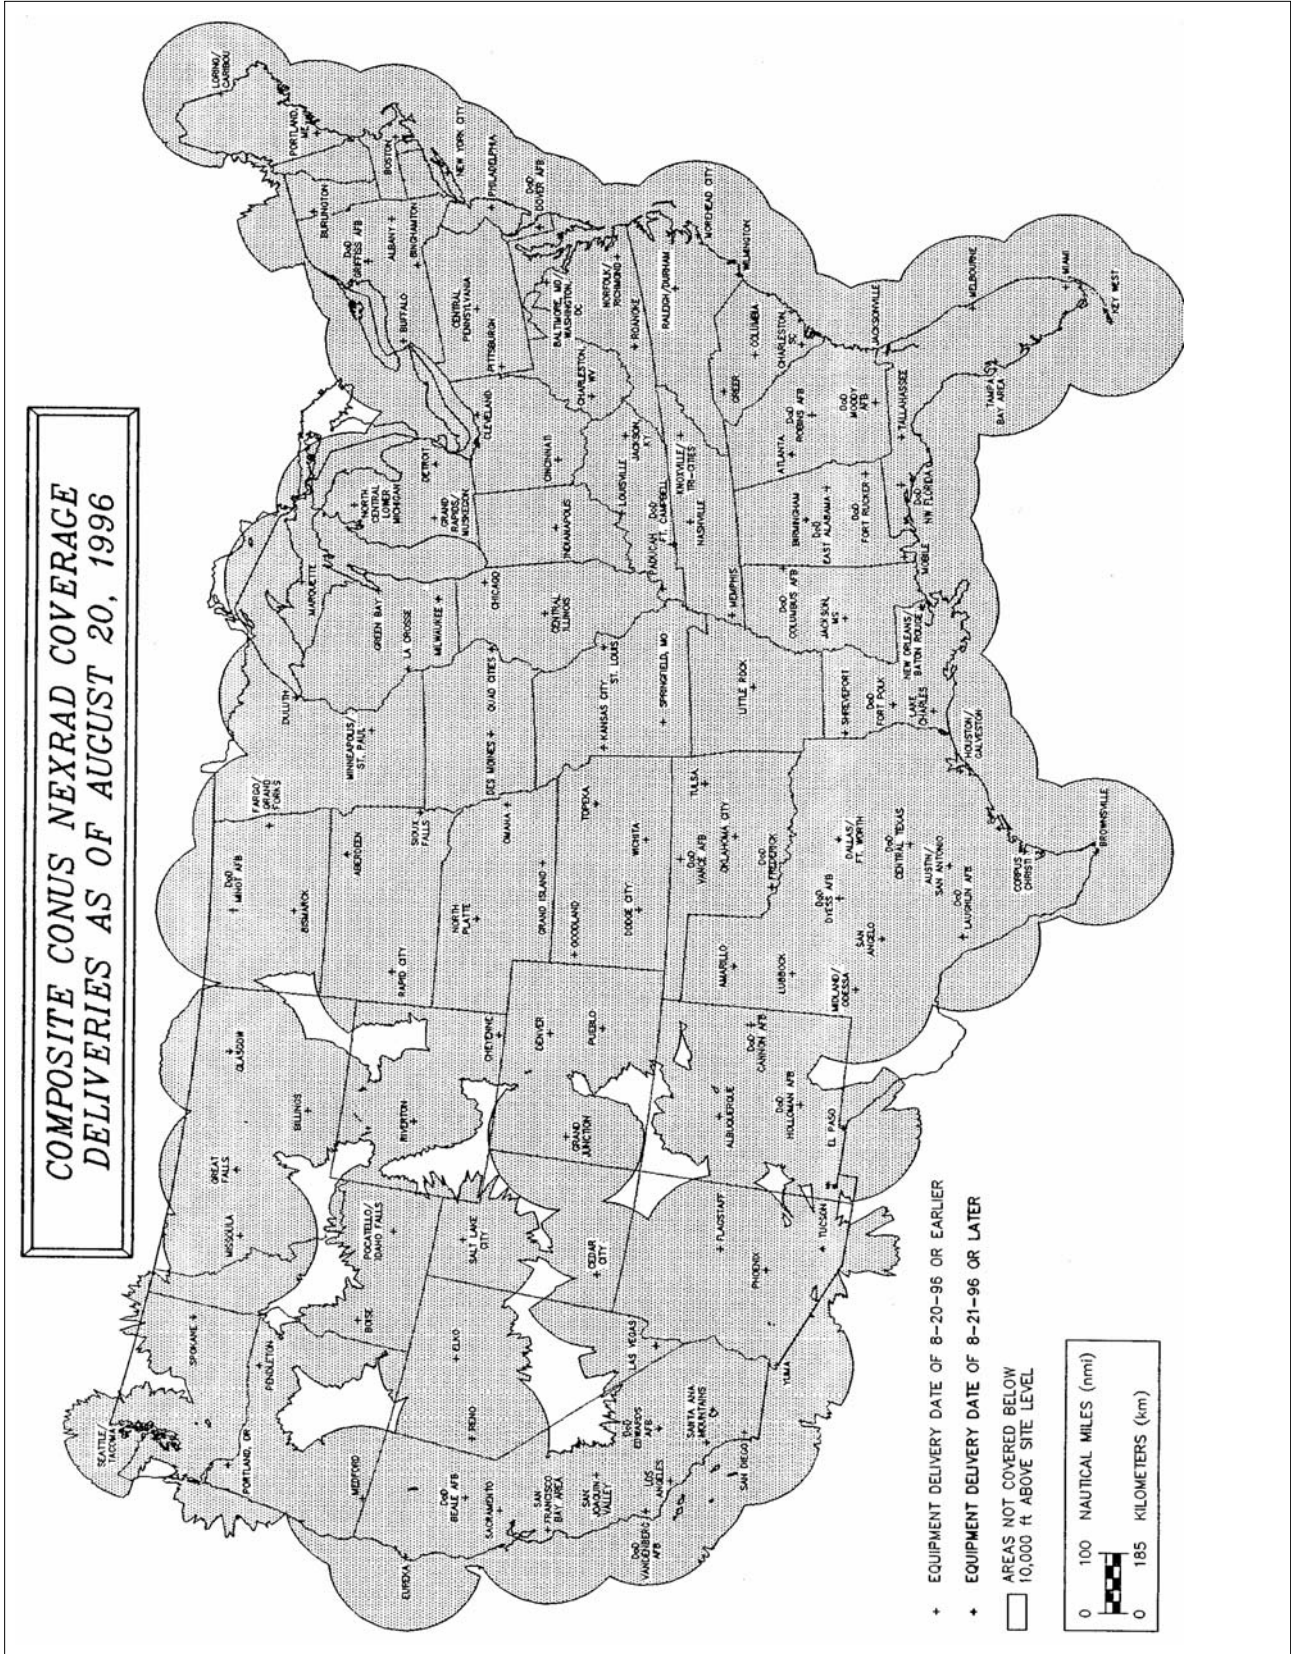 COMPOSITE CONUS NEXRAD COVERAGE
DELIVERIES AS OF AUGUST 20, 1996
SEATTLE/
TACOMA
SPOKANE
PORTLAND, OR
PENDLETON
MISSOULA
GREAT
FALLS
GLASGOW
BILLINGS
DoD
MINOT AFB
BISMARCK
FARGO/
GRAND
FORKS
DULUTH
MARQUETTE
LORING/
CARIBOU
PORTLAND,
ME
BURLINGTON
BOSTON
ALBANY
DoD
GRIFFISS AFB
BINGHAMTON
BUFFALO
NEW YORK CITY
PHILADELPHIA
DoD
DOVER AFB
CENTRAL
PENNSYLVANIA
PITTSBURGH
CLEVELAND
DETROIT
NORTH
CENTRAL
LOWER
MICHIGAN
GRAND
RAPIDS/
MUSKEGON
GREEN BAY
LA CROSSE
MILWAUKEE
MINNEAPOLIS/
ST. PAUL
ABERDEEN
SIOUX
FALLS
RAPID CITY
MEDFORD
BOISE
POCATELLO/
IDAHO FALLS
RIVERTON
CHEYENNE
NORTH
PLATTE
GRAND ISLAND
OMAHA
DES MOINES
QUAD CITIES
CHICAGO
CENTRAL
ILLINOIS
INDIANAPOLIS
CINCINNATI
CHARLESTON,
WV
BALTIMORE, MD/
WASHINGTON,
DC
NORFOLK/
RICHMOND
ROANOKE
RALEIGH/DURHAM
MOREHEAD CITY
WILMINGTON
EUREKA
DoD
BEALE AFB
SACRAMENTO
RENO
ELKO
SALT LAKE
CITY
CEDAR
CITY
GRAND
JUNCTION
DENVER
PUEBLO
GOODLAND
TOPEKA
KANSAS CITY
ST. LOUIS
DODGE CITY
WICHITA
SPRINGFIELD, MO
PADUCAH
LOUISVILLE
DoD
FT. CAMPBELL
JACKSON,
KY
KNOXVILLE/
TRI-CITIES
NASHVILLE
MEMPHIS
SAN
FRANCISCO
BAY AREA
SAN
JOAQUIN
VALLEY
DoD
VANDENBERG
AFB
LOS
ANGELES
DoD
EDWARDS
AFB
LAS VEGAS
SANTA ANA
MOUNTAINS
SAN DIEGO
YUMA
FLAGSTAFF
PHOENIX
TUCSON
ALBUQUERQUE
DoD
CANNON AFB
DoD
HOLLOMAN AFB
EL PASO
AMARILLO
LUBBOCK
MIDLAND/
ODESSA
DoD
VANCE AFB
TULSA
OKLAHOMA CITY
DoD
FREDERICK
LITTLE ROCK
GREER
COLUMBIA
CHARLESTON,
SC
ATLANTA
DoD
ROBINS AFB
DoD
MOODY
AFB
BIRMINGHAM
DoD
EAST ALABAMA
DoD
FORT RUCKER
DoD
COLUMBUS AFB
JACKSON,
MS
SHREVEPORT
DoD
FORT POLK
LAKE
CHARLES
NEW ORLEANS/
BATON ROUGE
MOBILE
DoD
NW FLORIDA
TALLAHASSEE
JACKSONVILLE
MELBOURNE
TAMPA
BAY AREA
MIAMI
KEY WEST
DALLAS/
FT. WORTH
DoD
DYESS AFB
SAN
ANGELO
DoD
CENTRAL TEXAS
AUSTIN/
SAN ANTONIO
DoD
LAUGHLIN AFB
HOUSTON/
GALVESTON
CORPUS
CHRISTI
BROWNSVILLE
+ EQUIPMENT DELIVERY DATE OF 8-20-96 OR EARLIER
+ EQUIPMENT DELIVERY DATE OF 8-21-96 OR LATER
AREAS NOT COVERED BELOW
10,000 ft ABOVE SITE LEVEL
0 100 NAUTICAL MILES (nmi)
0 185 KILOMETERS (km)